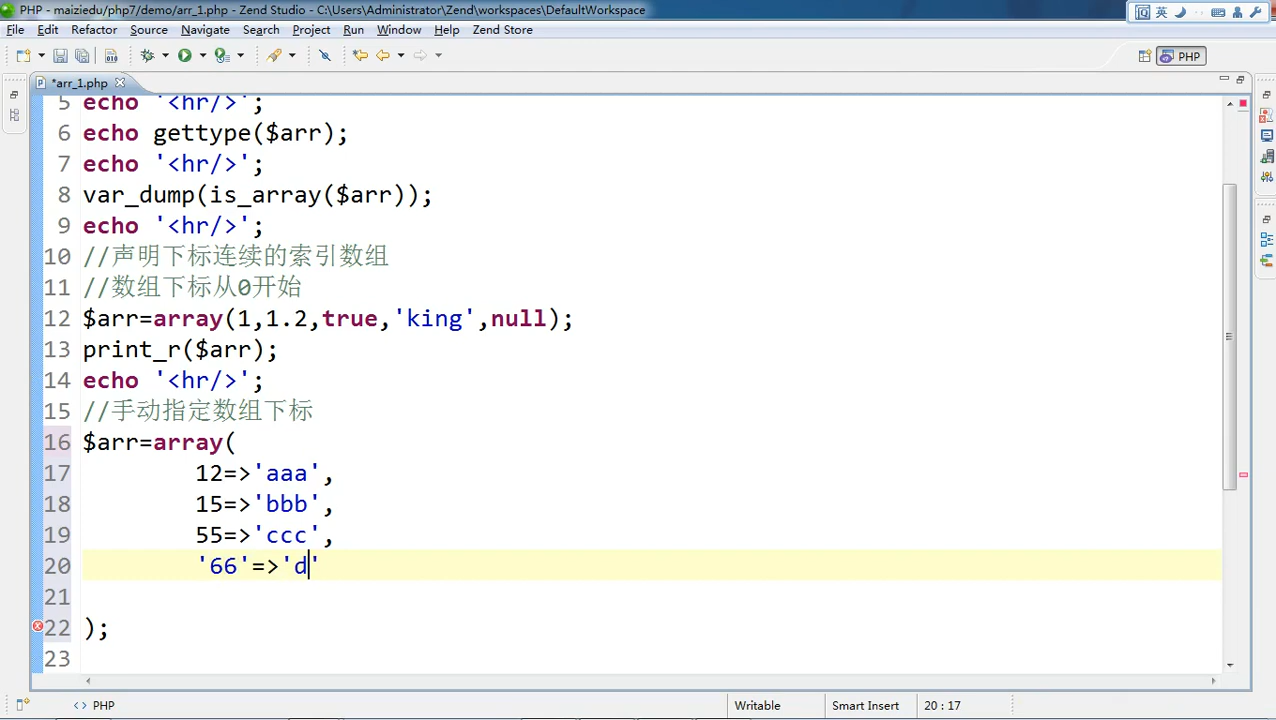 PHP - maiziedu/php7/demo/arr_1.php - Zend Studio - C:\Users\Administrator\Zend\workspaces\DefaultWorkspace
英
File Edit Refactor Source Navigate Search Project Run Window Help Zend Store
PHP
*arr_1.php
5 echo '<hr/>';
6 echo gettype($arr);
7 echo '<hr/>';
8 var_dump(is_array($arr));
9 echo '<hr/>';
10 //声明下标连续的索引数组
11 //数组下标从0开始
12 $arr=array(1,1.2,true,'king',null);
13 print_r($arr);
14 echo '<hr/>';
15 //手动指定数组下标
16 $arr=array(
17 12=>'aaa',
18 15=>'bbb',
19 55=>'ccc',
20 '66'=>'d'
21
22 );
23
<> PHP Writable Smart Insert 20 : 17